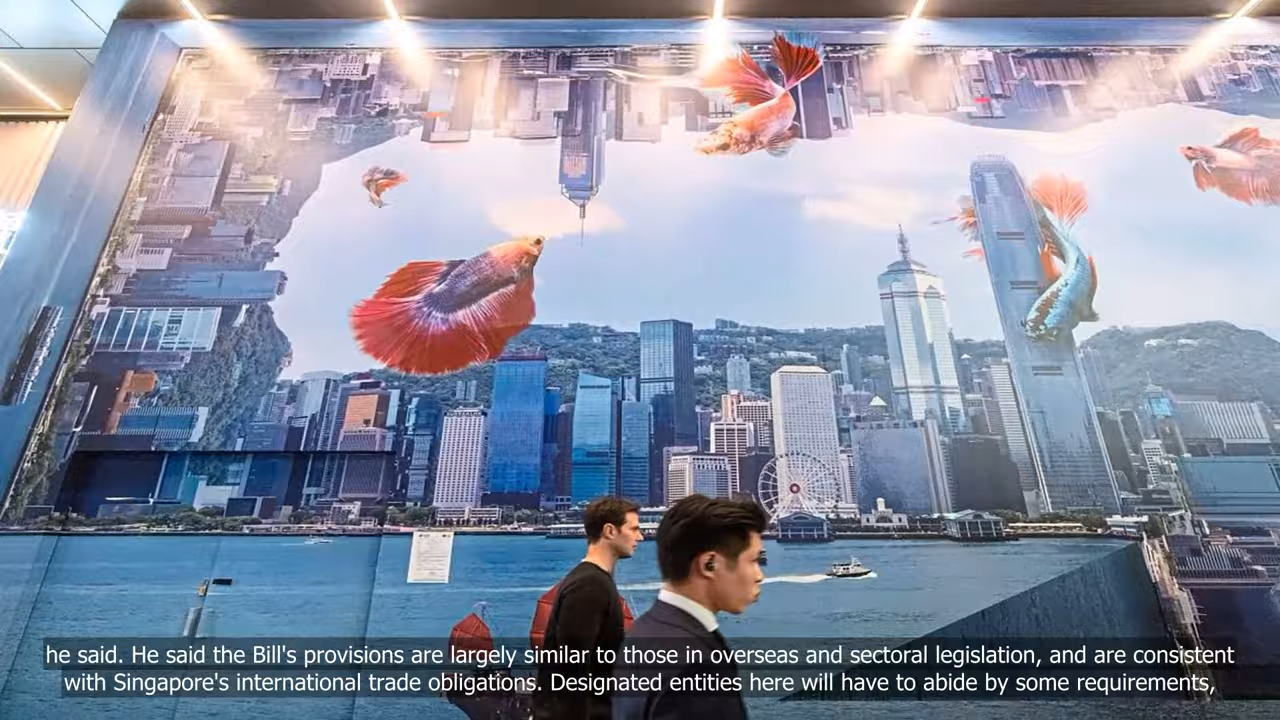 he said. He said the Bill's provisions are largely similar to those in overseas and sectoral legislation, and are consistent
with Singapore's international trade obligations. Designated entities here will have to abide by some requirements,